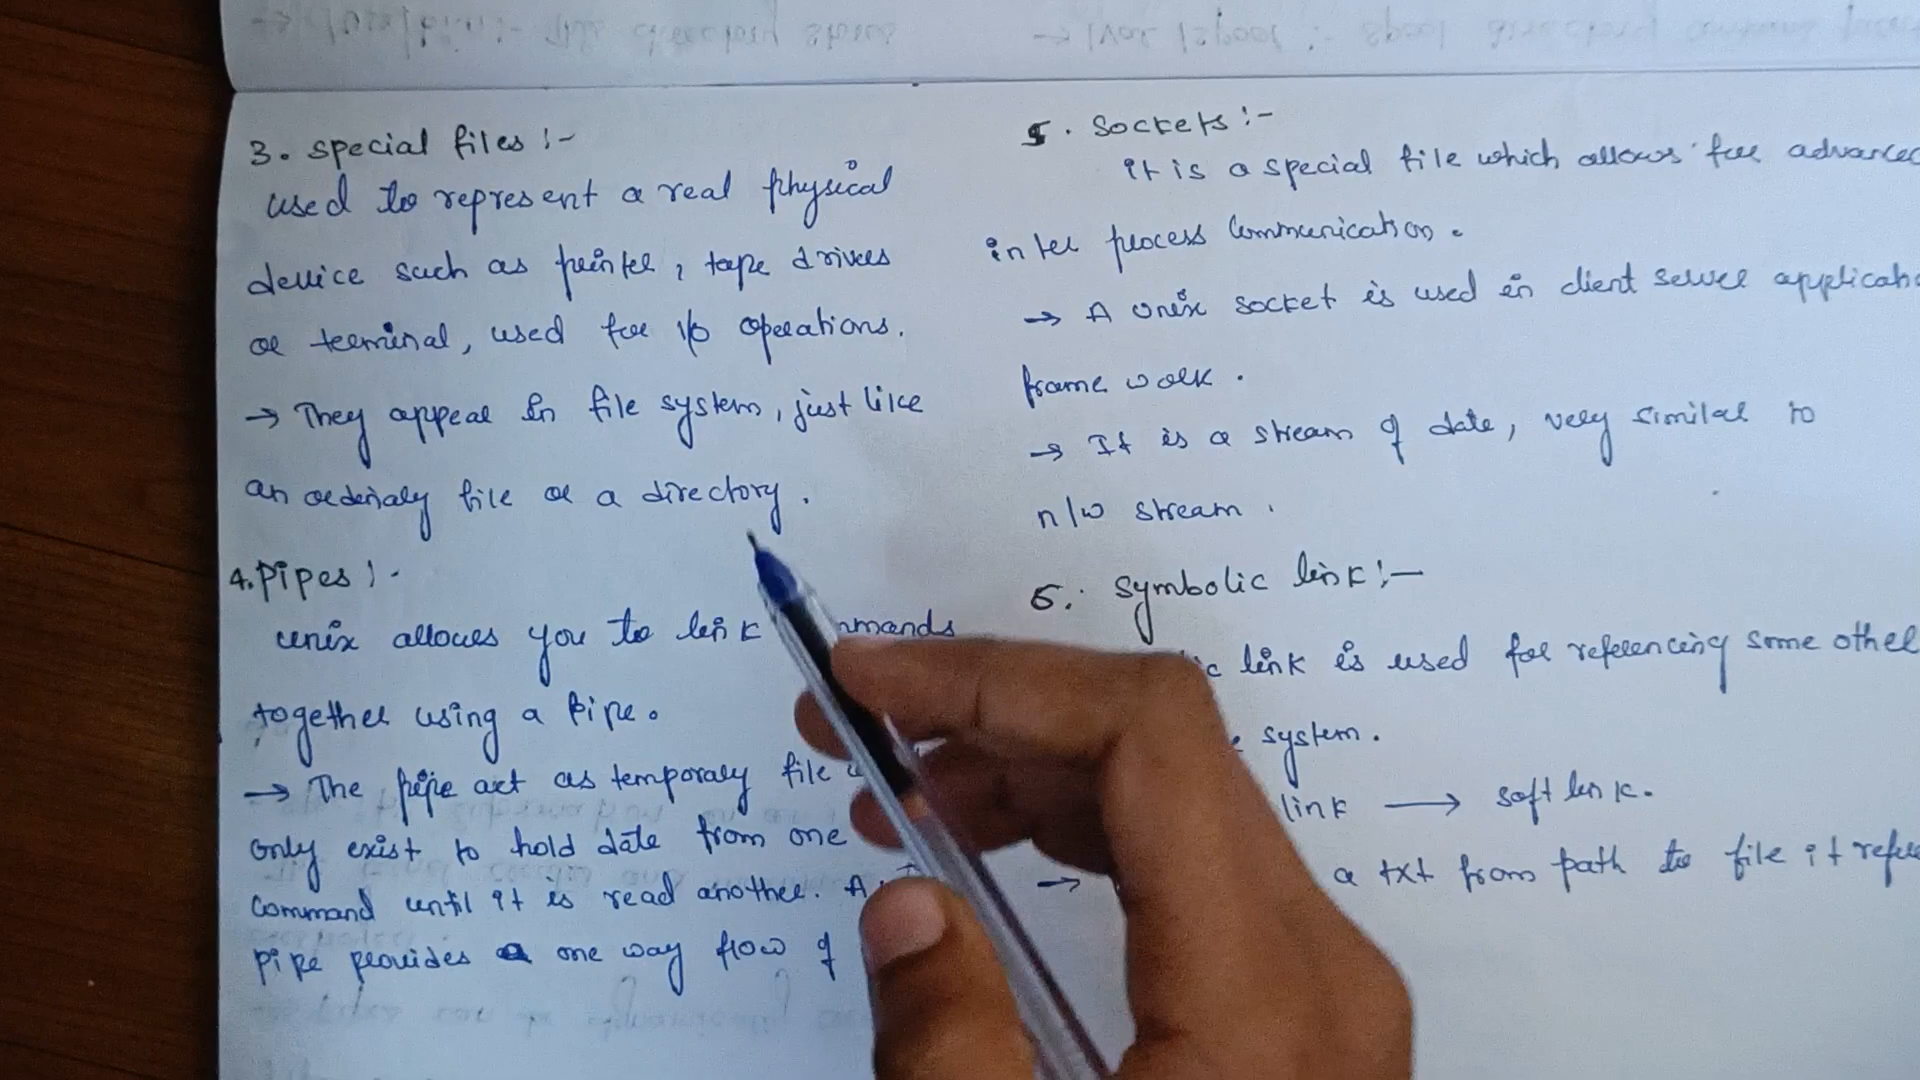 3. special files :-
used to represent a real physical
device such as printer, tape drives
or terminal, used for I/O operations.
→ They appear in file system, just like
an ordenary file or a directory.
4. Pipes :-
unix allows you to link
together using a pipe.
→ The pipe act as temporary file
only exist to hold date from one
command until it is read another. A
pipe provides a one way flow of
5. Sockets :-
it is a special file which allows for advanced
inter process Communication.
→ A unix socket is used in client server
frame work.
→ It is a stream of date, very similar to
n/w stream.
6. Symbolic link :-
link is used for referencing some other
system.
link → soft link.
→ a txt from path to file it